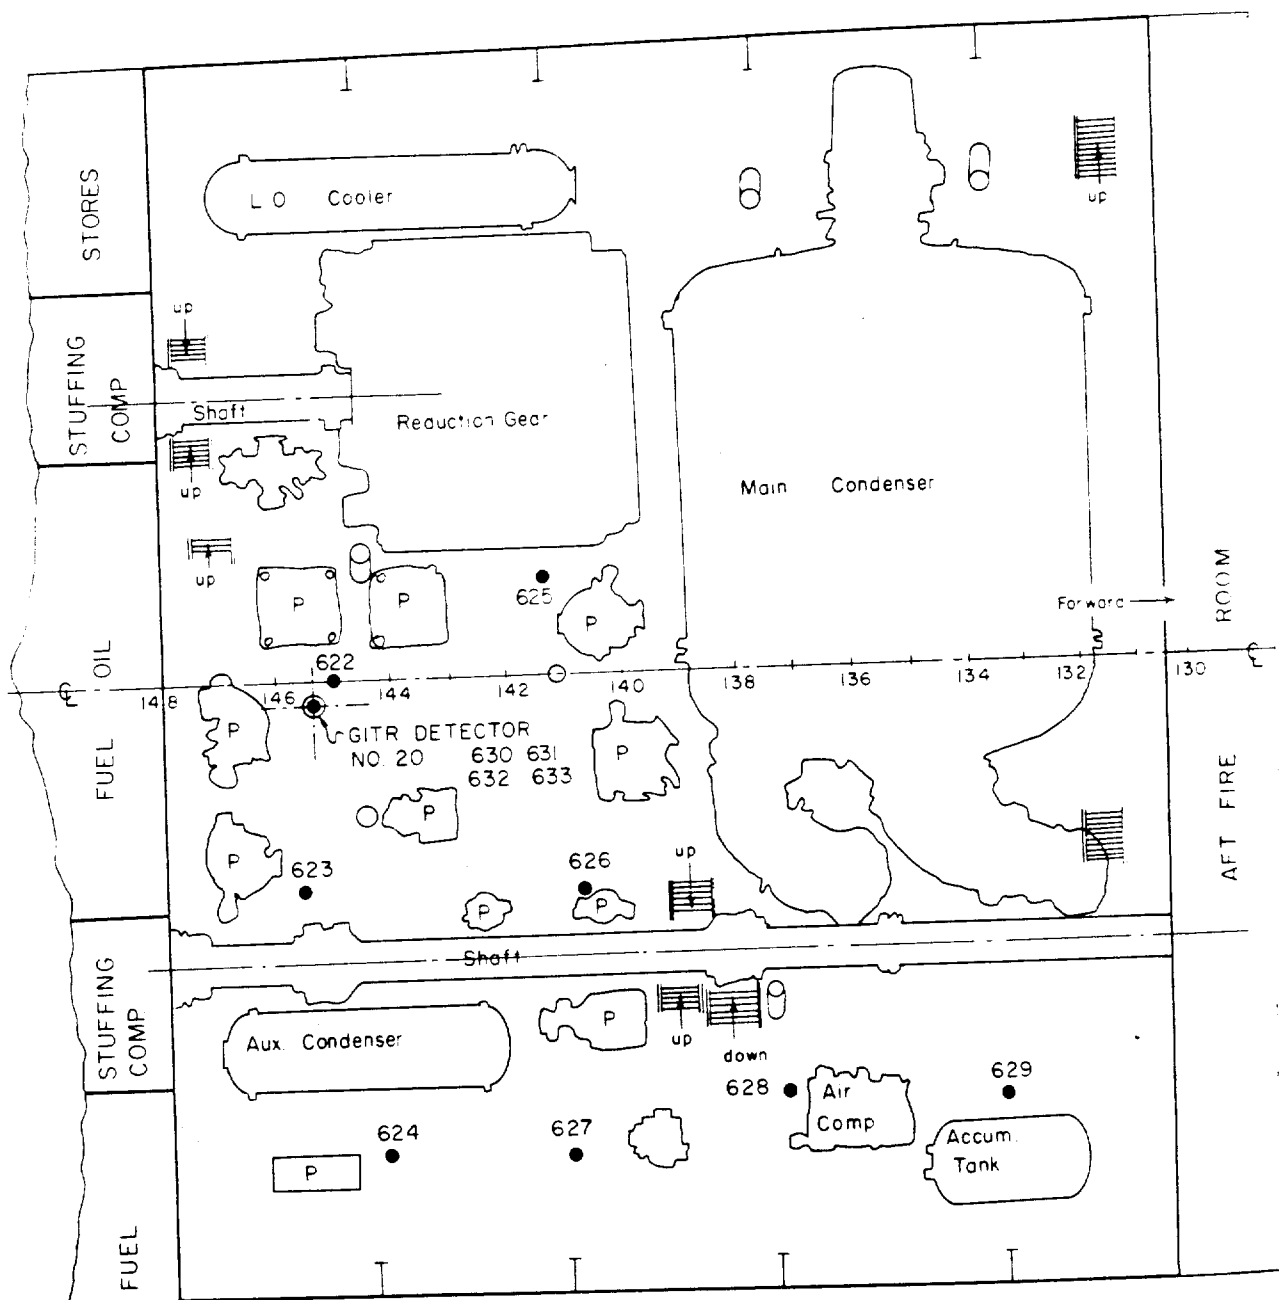 STORES
L O Cooler
up
up
STUFFING
COMP
Shaft
Reduction Gear
up
Main Condenser
up
P
P
625
P
Forward
ROOM
OIL
622
℄
148
146
144
142
140
138
136
134
132
130
℄
P
GITR DETECTOR
NO. 20 630 631
632 633
P
FUEL
P
P
623
626
up
P
P
AFT FIRE
Shaft
STUFFING
COMP
Aux. Condenser
P
up
down
628
Air
Comp
629
624
627
Accum.
Tank
P
FUEL